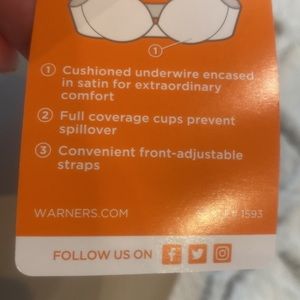 1
1 Cushioned underwire encased
in satin for extraordinary
comfort
2 Full coverage cups prevent
spillover
3 Convenient front-adjustable
straps
WARNERS.COM 1593
FOLLOW US ON